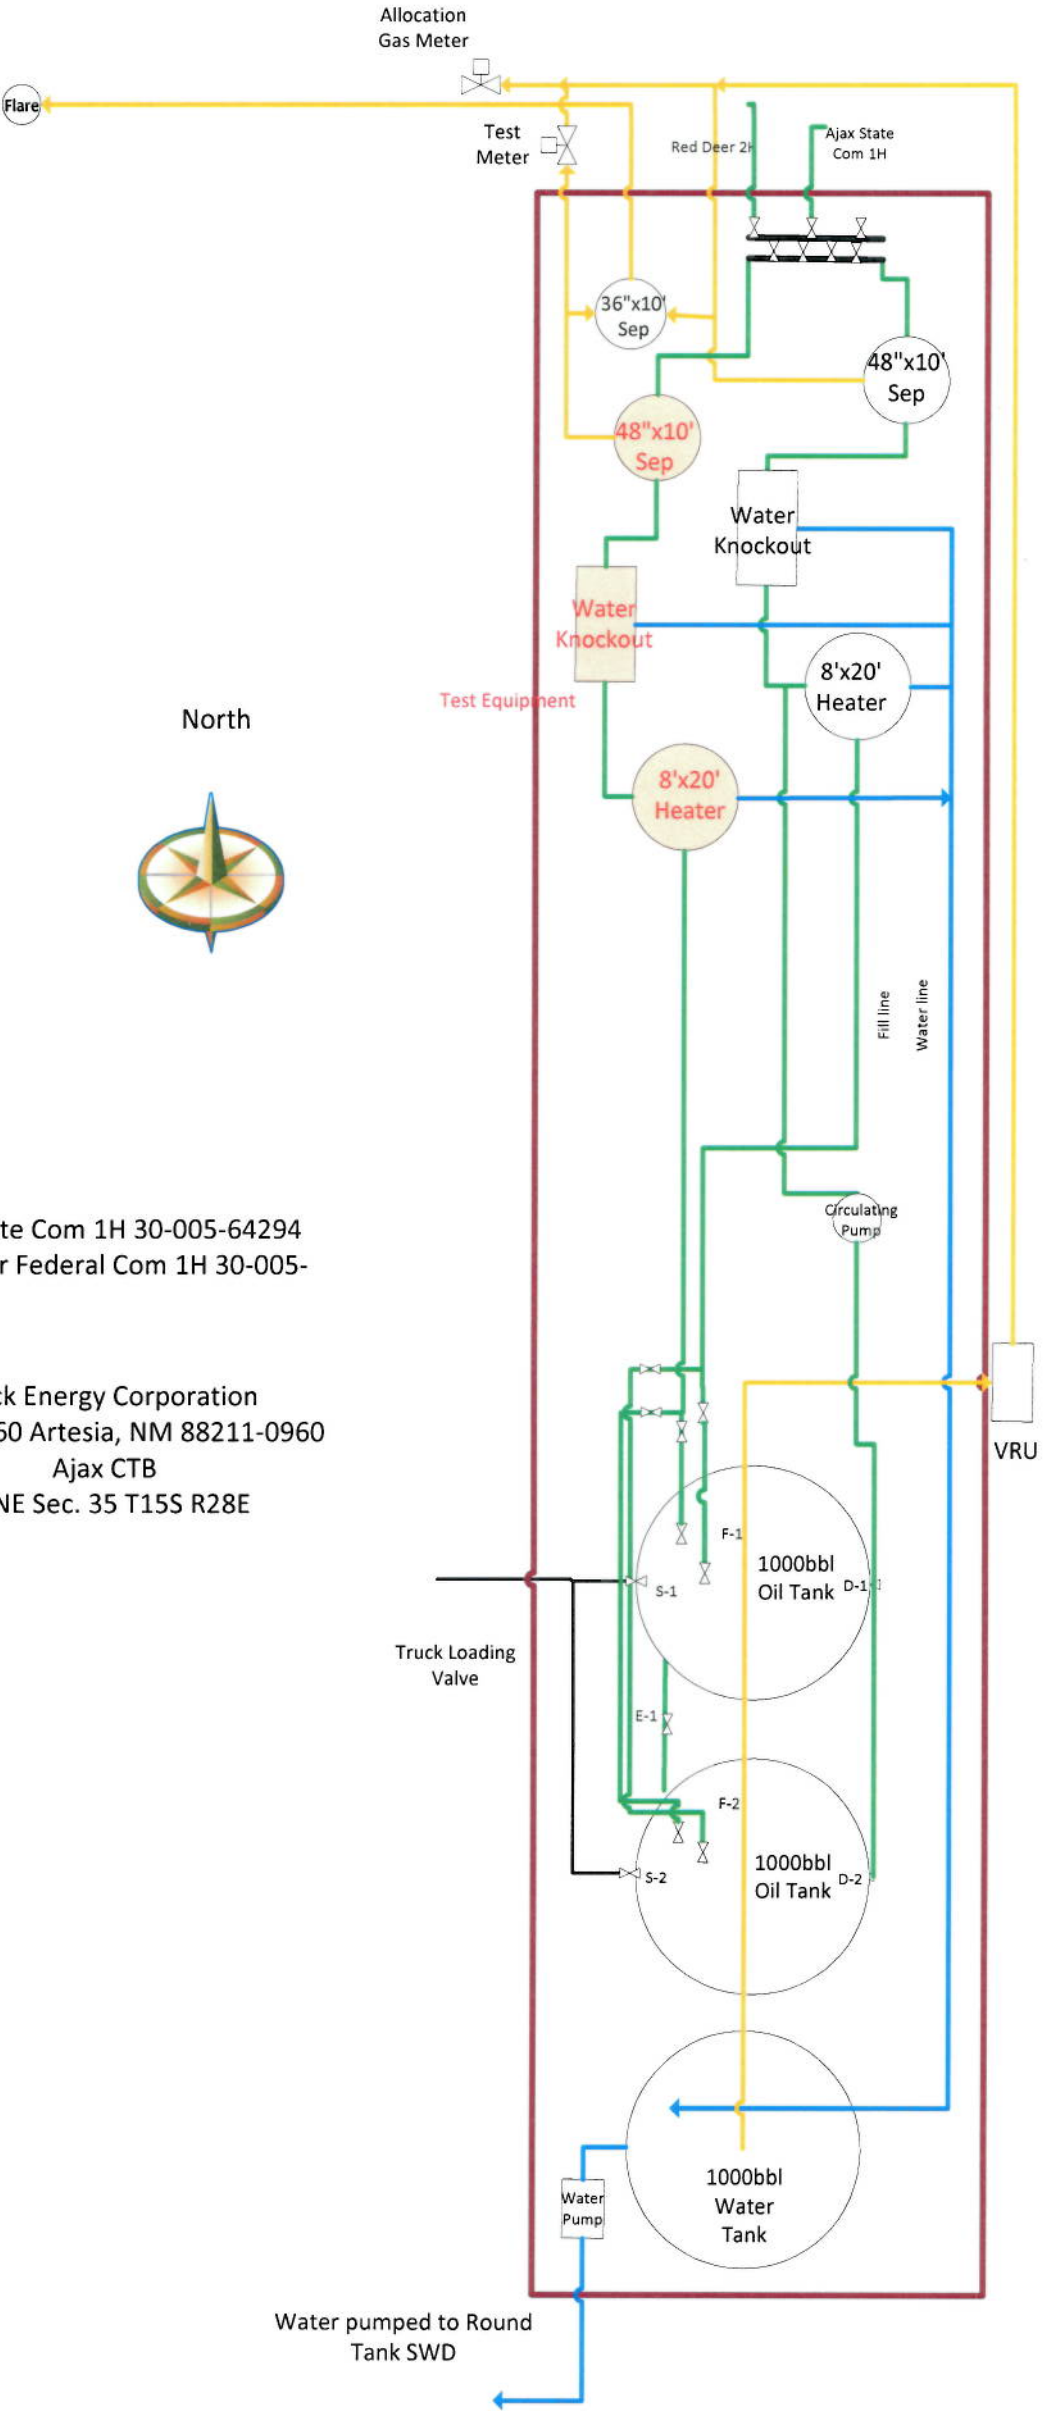 Allocation
Gas Meter
Flare
Test
Meter
Red Deer 2H
Ajax State
Com 1H
36"x10'
Sep
48"x10'
Sep
48"x10'
Sep
Water
Knockout
Water
Knockout
8'x20'
Heater
Test Equipment
North
8'x20'
Heater
Fill line
Water line
Circulating
Pump
te Com 1H 30-005-64294
r Federal Com 1H 30-005-
ck Energy Corporation
60 Artesia, NM 88211-0960
Ajax CTB
NE Sec. 35 T15S R28E
VRU
F-1
1000bbl
Oil Tank
D-1
S-1
Truck Loading
Valve
E-1
F-2
1000bbl
Oil Tank
D-2
S-2
1000bbl
Water
Tank
Water
Pump
Water pumped to Round
Tank SWD